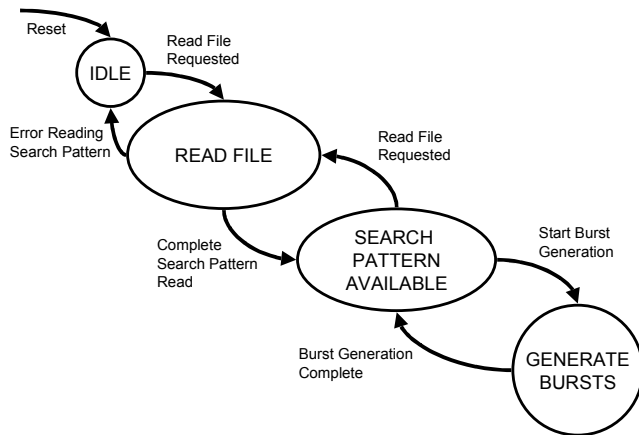 Reset
IDLE
Read File
Requested
Error Reading
Search Pattern
READ FILE
Read File
Requested
Complete
Search Pattern
Read
SEARCH
PATTERN
AVAILABLE
Start Burst
Generation
Burst Generation
Complete
GENERATE
BURSTS